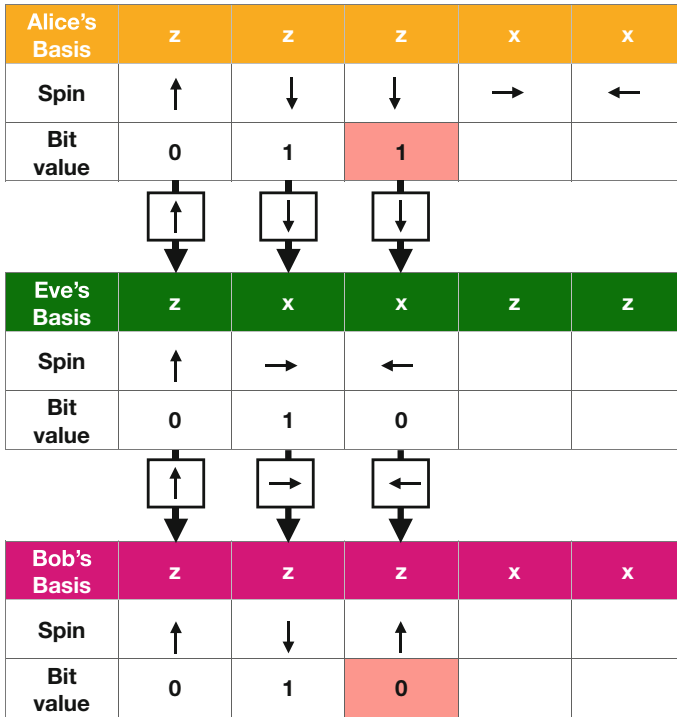 Alice's Basis z z z x x
Spin ↑ ↓ ↓ → ←
Bit value 0 1 1
↑ ↓ ↓
Eve's Basis z x x z z
Spin ↑ → ←
Bit value 0 1 0
↑ → ←
Bob's Basis z z z x x
Spin ↑ ↓ ↑
Bit value 0 1 0